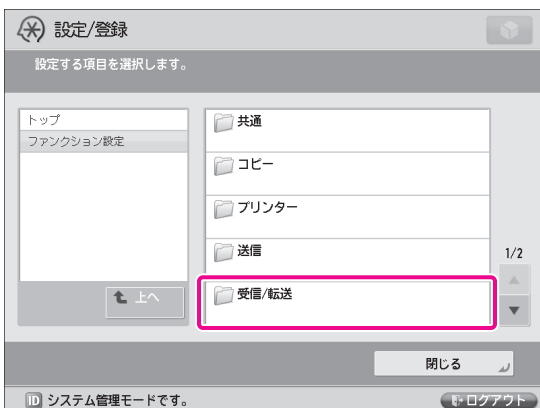 設定/登録
設定する項目を選択します。
トップ
ファンクション設定
共通
コピー
プリンター
送信
受信/転送
1/2
上へ
閉じる
ID システム管理モードです。
ログアウト